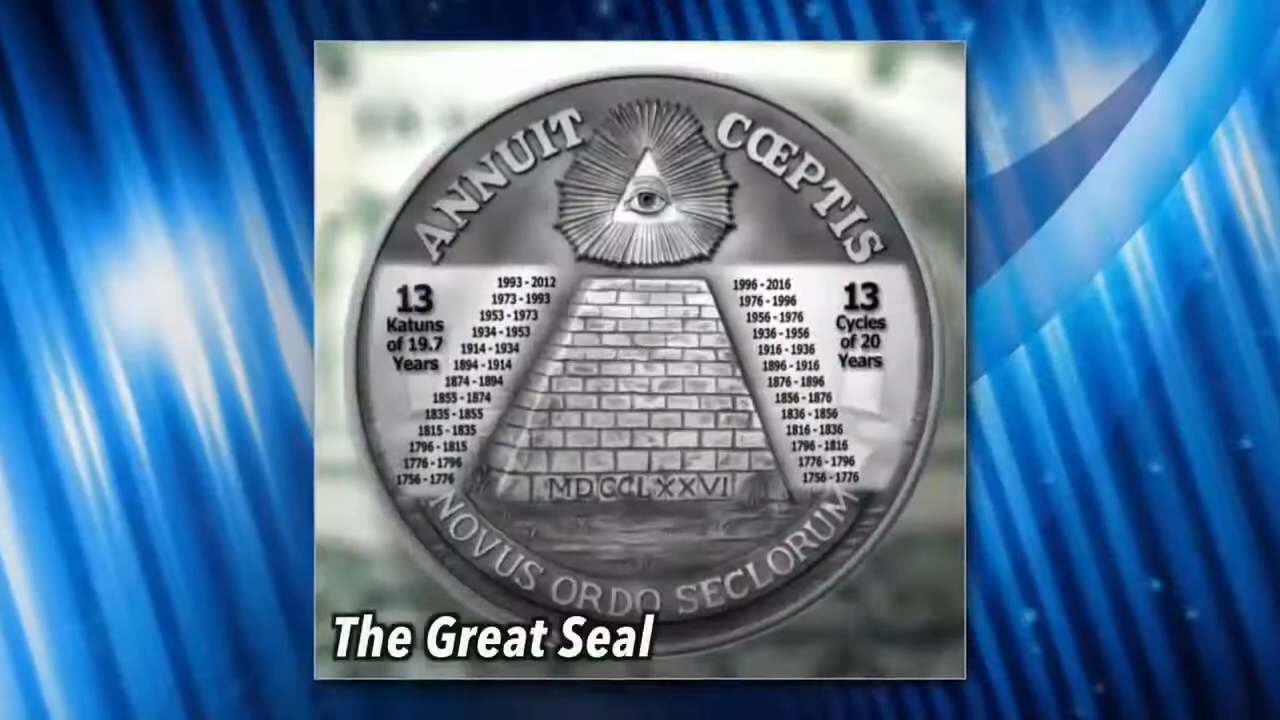 ANNUIT CŒPTIS
13
Katuns
of 19.7
Years
1993 - 2012
1973 - 1993
1953 - 1973
1934 - 1953
1914 - 1934
1894 - 1914
1874 - 1894
1855 - 1874
1835 - 1855
1815 - 1835
1796 - 1815
1776 - 1796
1756 - 1776
1996 - 2016
1976 - 1996
1956 - 1976
1936 - 1956
1916 - 1936
1896 - 1916
1876 - 1896
1856 - 1876
1836 - 1856
1816 - 1836
1796 - 1816
1776 - 1796
1756 - 1776
13
Cycles
of 20
Years
MDCCLXXVI
NOVUS ORDO SECLORUM
The Great Seal